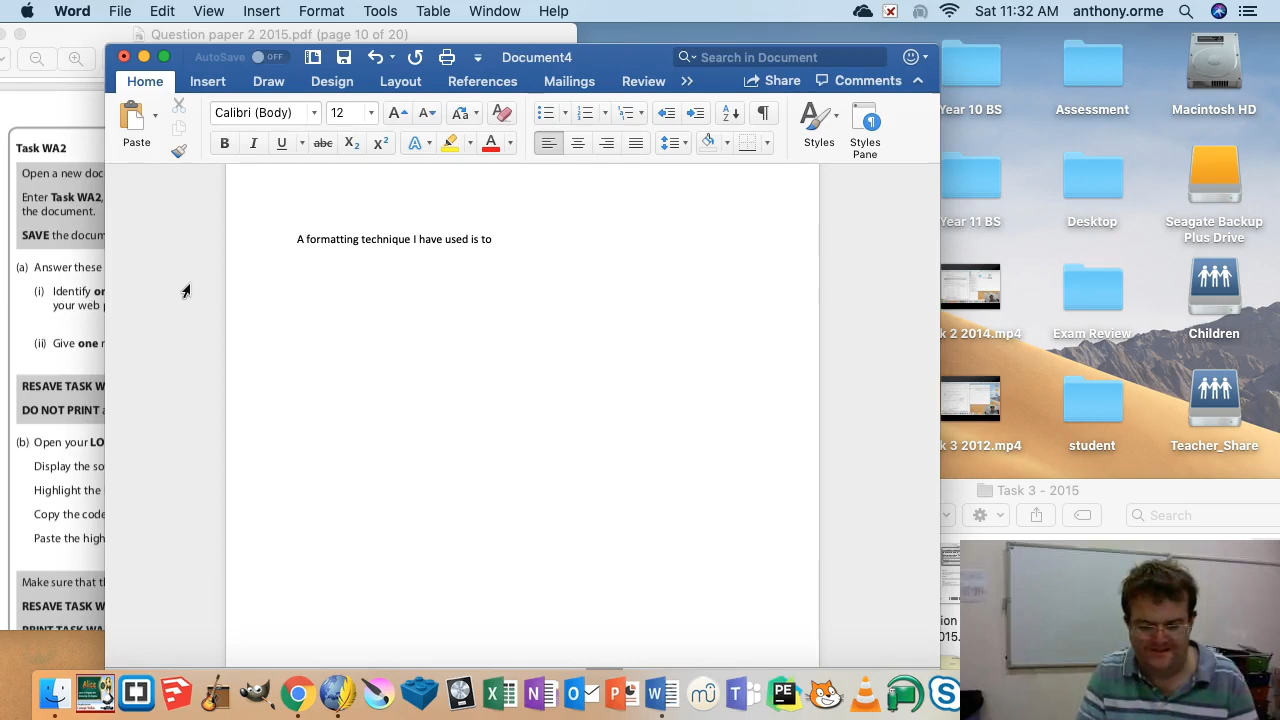 Word File Edit View Insert Format Tools Table Window Help
Sat 11:32 AM anthony.orme
Question paper 2 2015.pdf (page 10 of 20)
AutoSave OFF
Document4
Search in Document
Home Insert Draw Design Layout References Mailings Review
Share Comments
Paste
Calibri (Body) 12
Styles
Styles Pane
A formatting technique I have used is to
Task WA2
Open a new doc
Enter Task WA2,
the document.
SAVE the docum
(a) Answer these
(i) Identify
your web
(ii) Give one
RESAVE TASK W
DO NOT PRINT
(b) Open your LO
Display the so
Highlight the
Copy the code
Paste the high
Make sure that th
RESAVE TASK W
PRINT TASK WA
Year 10 BS
Assessment
Macintosh HD
Year 11 BS
Desktop
Seagate Backup
Plus Drive
k 2 2014.mp4
Exam Review
Children
k 3 2012.mp4
student
Teacher_Share
Task 3 - 2015
Search
ion
015.
Alice